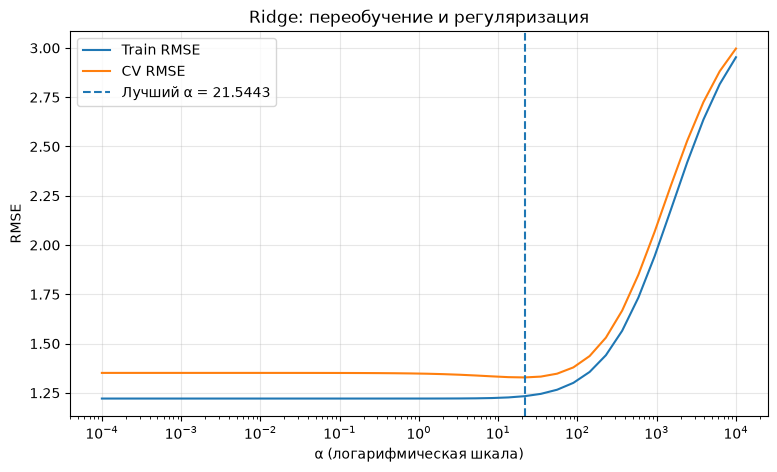 Ridge: переобучение и регуляризация
Train RMSE
CV RMSE
Лучший α = 21.5443
RMSE
3.00
2.75
2.50
2.25
2.00
1.75
1.50
1.25
10⁻⁴ 10⁻³ 10⁻² 10⁻¹ 10⁰ 10¹ 10² 10³ 10⁴
α (логарифмическая шкала)